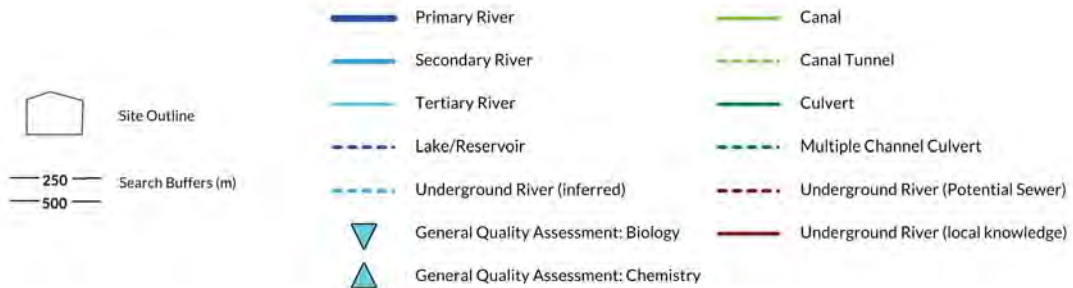 Site Outline
250
Search Buffers (m)
500
Primary River
Secondary River
Tertiary River
Lake/Reservoir
Underground River (inferred)
General Quality Assessment: Biology
General Quality Assessment: Chemistry
Canal
Canal Tunnel
Culvert
Multiple Channel Culvert
Underground River (Potential Sewer)
Underground River (local knowledge)